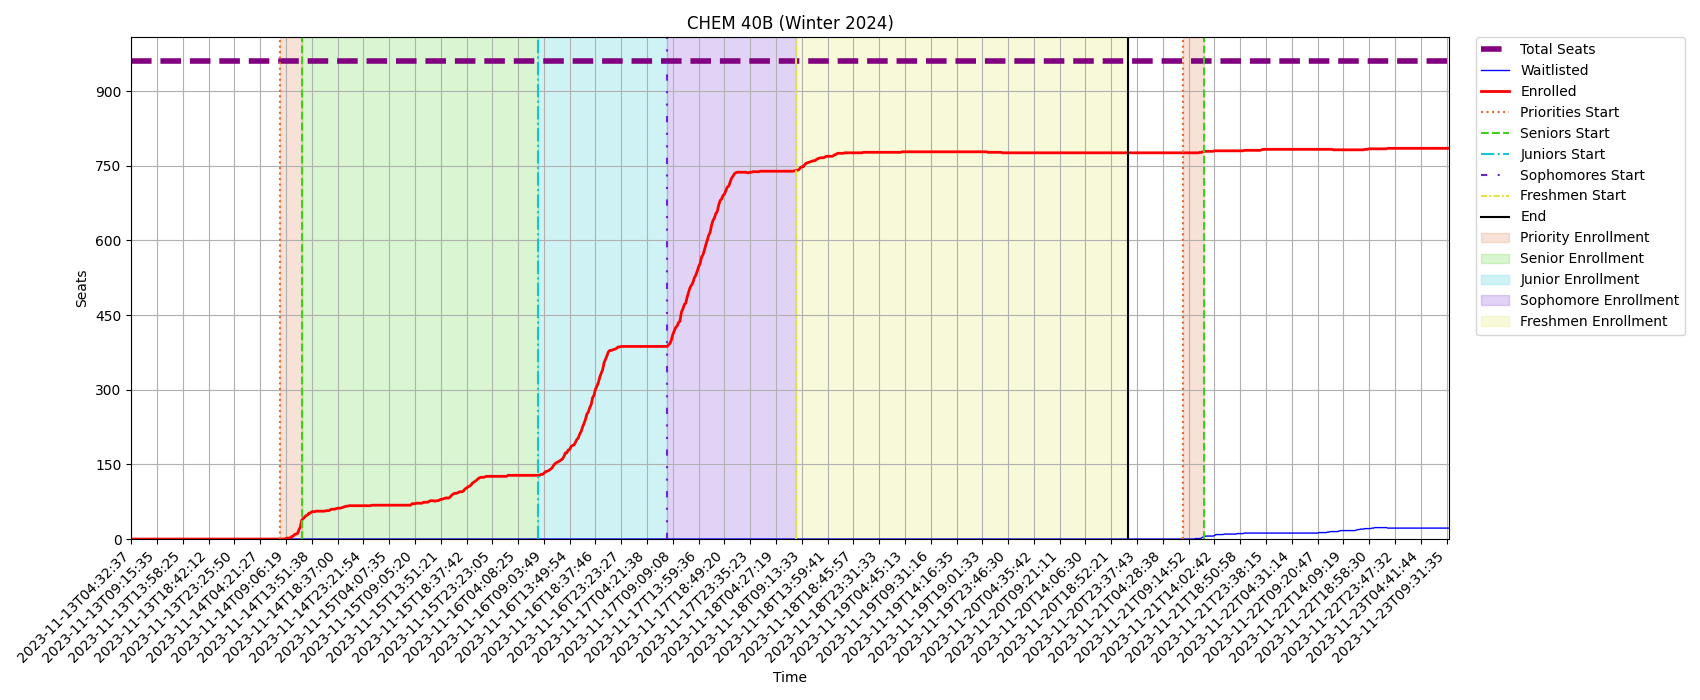 CHEM 40B (Winter 2024)
Seats
900
750
600
450
300
150
0
2023-11-13T04:32:37
2023-11-13T09:15:35
2023-11-13T13:58:25
2023-11-13T18:42:12
2023-11-13T23:25:50
2023-11-14T04:21:27
2023-11-14T09:06:19
2023-11-14T13:51:38
2023-11-14T18:37:00
2023-11-14T23:21:54
2023-11-15T04:07:35
2023-11-15T09:01:20
2023-11-15T13:51:21
2023-11-15T18:37:42
2023-11-15T23:23:05
2023-11-16T04:08:25
2023-11-16T09:03:49
2023-11-16T13:49:54
2023-11-16T18:37:46
2023-11-16T23:23:27
2023-11-17T04:21:38
2023-11-17T09:09:08
2023-11-17T13:59:36
2023-11-17T18:49:20
2023-11-17T23:35:23
2023-11-18T04:27:19
2023-11-18T09:13:33
2023-11-18T13:59:41
2023-11-18T18:45:57
2023-11-18T23:31:33
2023-11-19T04:45:13
2023-11-19T09:31:16
2023-11-19T14:16:35
2023-11-19T19:01:33
2023-11-19T23:46:30
2023-11-20T04:35:42
2023-11-20T09:21:11
2023-11-20T14:06:30
2023-11-20T18:52:21
2023-11-20T23:37:43
2023-11-21T04:28:38
2023-11-21T09:14:52
2023-11-21T14:02:42
2023-11-21T18:50:58
2023-11-21T23:38:15
2023-11-22T04:31:14
2023-11-22T09:20:47
2023-11-22T14:09:19
2023-11-22T18:58:30
2023-11-22T23:47:32
2023-11-23T04:41:44
2023-11-23T09:31:35
Time
Total Seats
Waitlisted
Enrolled
Priorities Start
Seniors Start
Juniors Start
Sophomores Start
Freshmen Start
End
Priority Enrollment
Senior Enrollment
Junior Enrollment
Sophomore Enrollment
Freshmen Enrollment